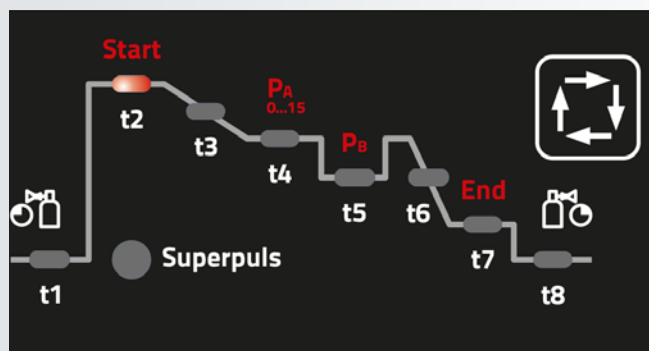 Start
t2
t3
PA
0...15
t4
PB
t5
t6
End
t7
t1
Superpuls
t8